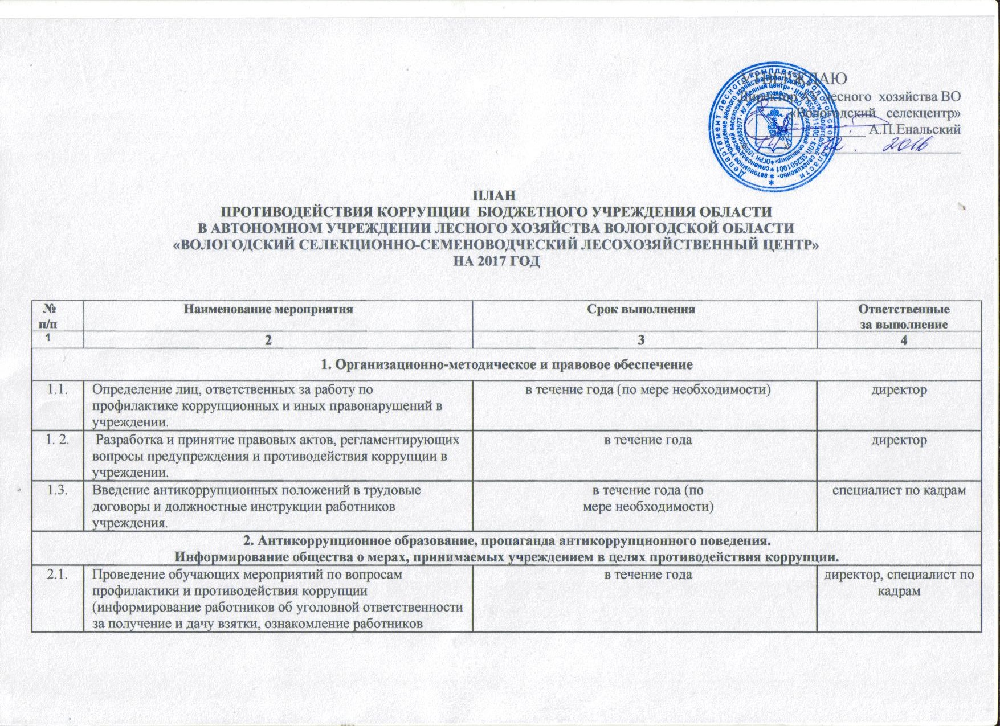 УТВЕРЖДАЮ
Директор АУ лесного хозяйства ВО
«Вологодский селекцентр»
А.П.Енальский
12. 2016
ПЛАН
ПРОТИВОДЕЙСТВИЯ КОРРУПЦИИ БЮДЖЕТНОГО УЧРЕЖДЕНИЯ ОБЛАСТИ
В АВТОНОМНОМ УЧРЕЖДЕНИИ ЛЕСНОГО ХОЗЯЙСТВА ВОЛОГОДСКОЙ ОБЛАСТИ
«ВОЛОГОДСКИЙ СЕЛЕКЦИОННО-СЕМЕНОВОДЧЕСКИЙ ЛЕСОХОЗЯЙСТВЕННЫЙ ЦЕНТР»
НА 2017 ГОД
№ п/п
Наименование мероприятия
Срок выполнения
Ответственные
за выполнение
1
2
3
4
1. Организационно-методическое и правовое обеспечение
1.1.
Определение лиц, ответственных за работу по
профилактике коррупционных и иных правонарушений в
учреждении.
в течение года (по мере необходимости)
директор
1. 2.
Разработка и принятие правовых актов, регламентирующих
вопросы предупреждения и противодействия коррупции в
учреждении.
в течение года
директор
1.3.
Введение антикоррупционных положений в трудовые
договоры и должностные инструкции работников
учреждения.
в течение года (по
мере необходимости)
специалист по кадрам
2. Антикоррупционное образование, пропаганда антикоррупционного поведения.
Информирование общества о мерах, принимаемых учреждением в целях противодействия коррупции.
2.1.
Проведение обучающих мероприятий по вопросам
профилактики и противодействия коррупции
(информирование работников об уголовной ответственности
за получение и дачу взятки, ознакомление работников
в течение года
директор, специалист по
кадрам